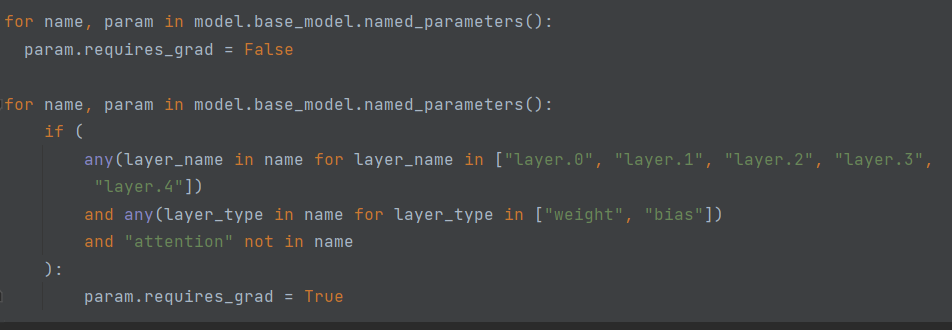 for name, param in model.base_model.named_parameters():
  param.requires_grad = False

for name, param in model.base_model.named_parameters():
    if (
        any(layer_name in name for layer_name in ["layer.0", "layer.1", "layer.2", "layer.3",
         "layer.4"])
        and any(layer_type in name for layer_type in ["weight", "bias"])
        and "attention" not in name
    ):
        param.requires_grad = True